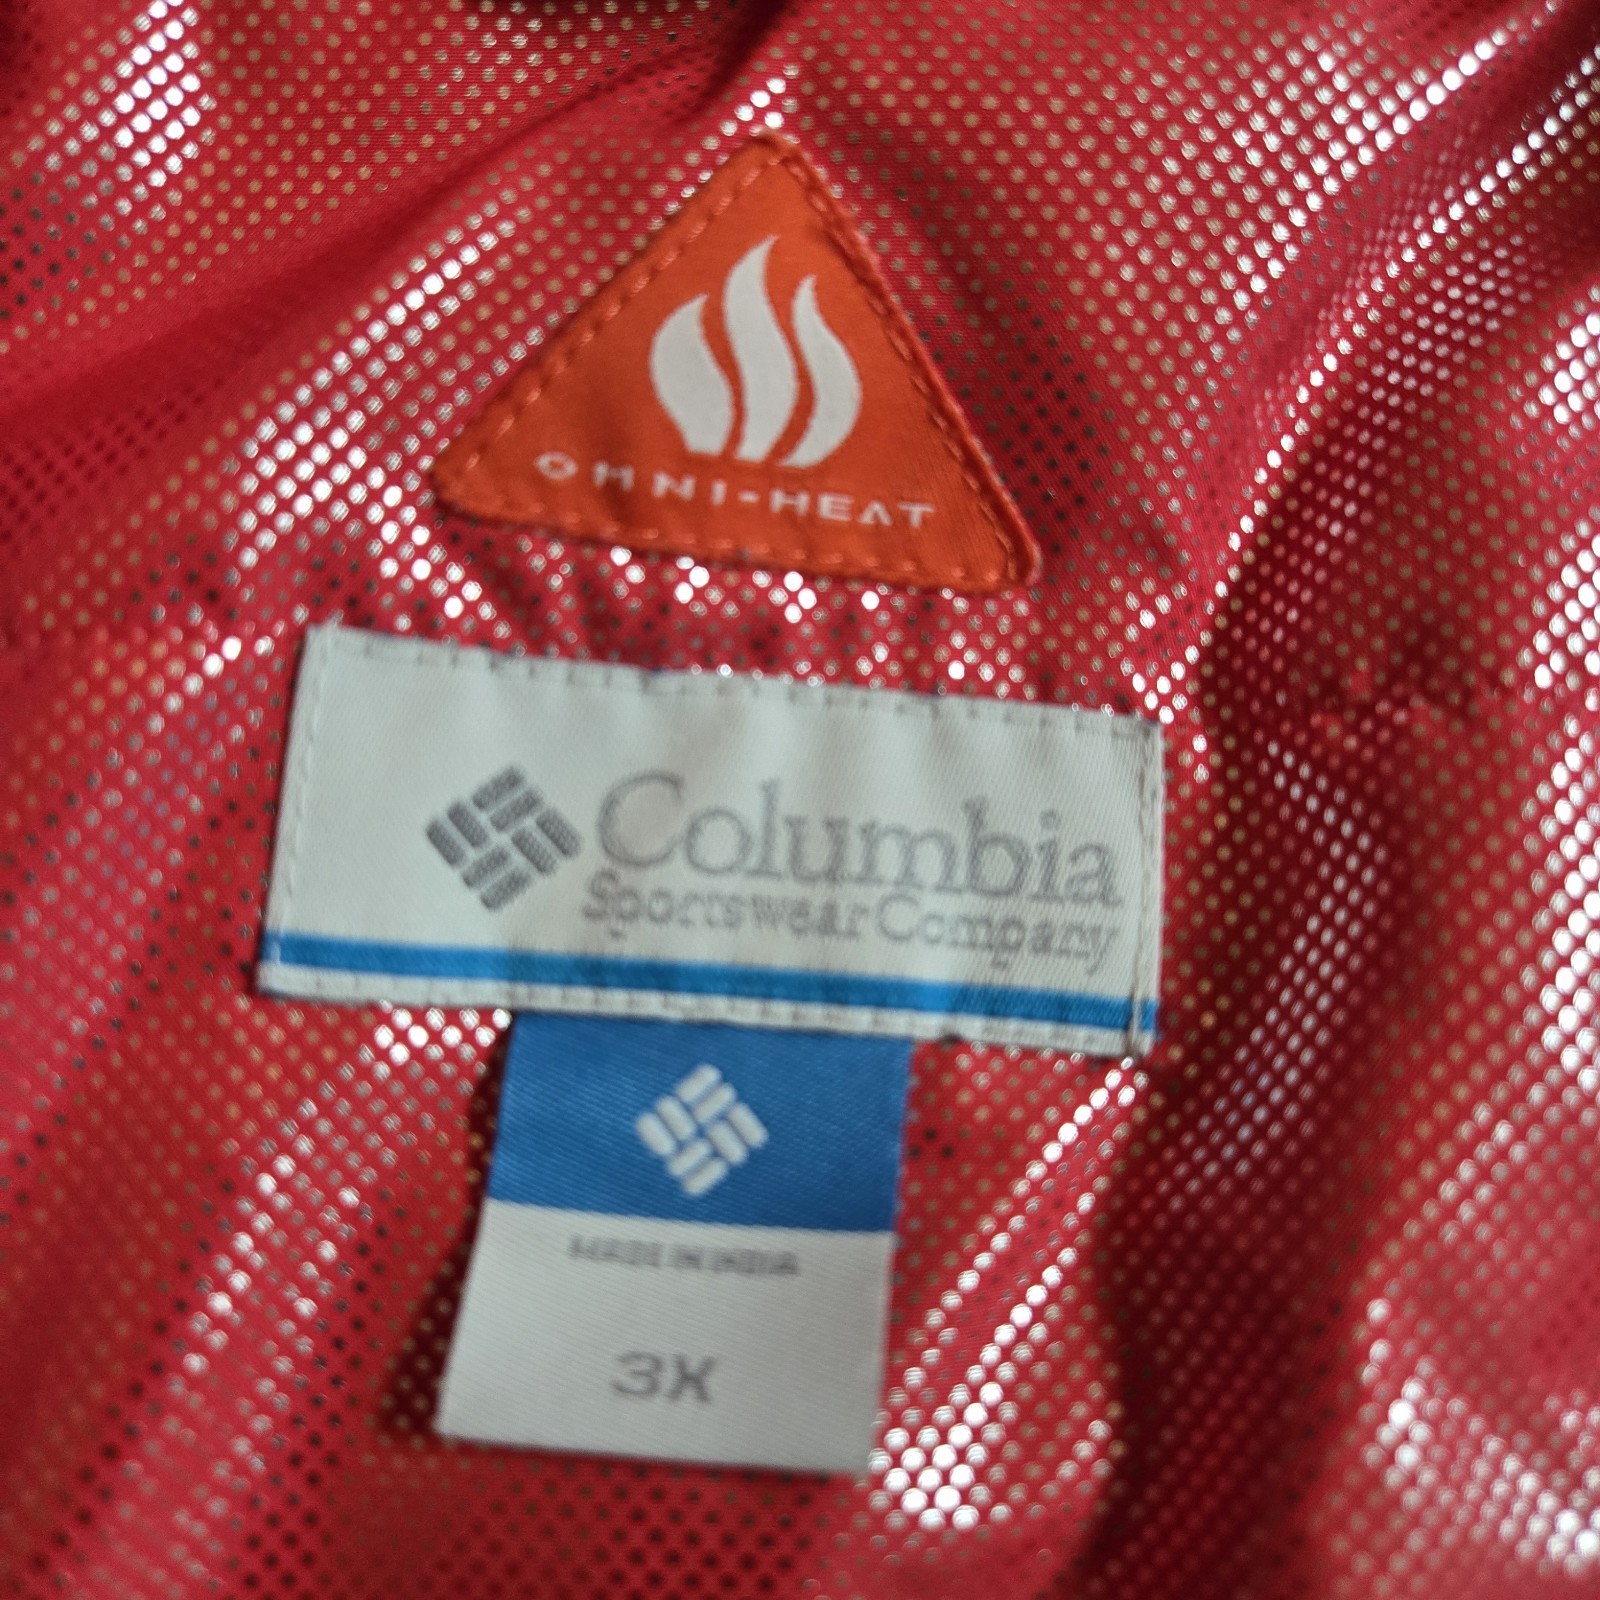 OMNI-HEAT
Columbia
Sportswear Company
MADE IN INDIA
3X